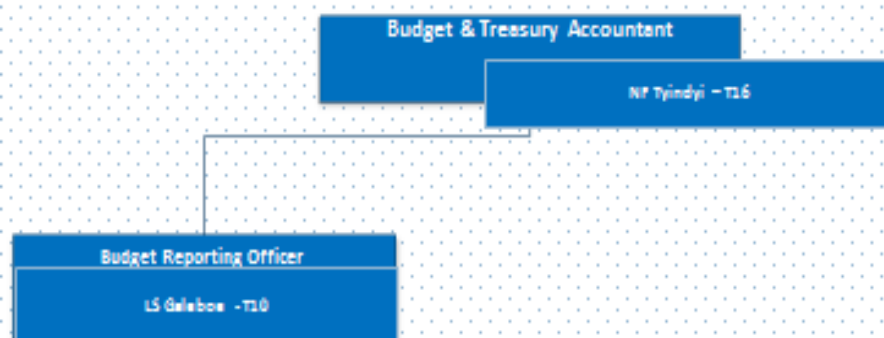 Budget & Treasury Accountant
NP Tyindyi – T16
Budget Reporting Officer
LS Galeboe - T10